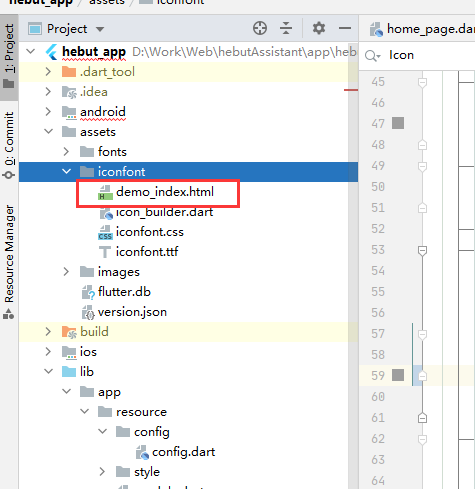 hebut_app › assets › iconfont
1: Project
0: Commit
Resource Manager
Project
home_page.dar
Icon
hebut_app D:\Work\Web\hebutAssistant\app\heb
.dart_tool
.idea
android
assets
fonts
iconfont
demo_index.html
icon_builder.dart
iconfont.css
iconfont.ttf
images
flutter.db
version.json
build
ios
lib
app
resource
config
config.dart
style
45
46
47
48
49
50
51
52
53
54
55
56
57
58
59
60
61
62
63
64